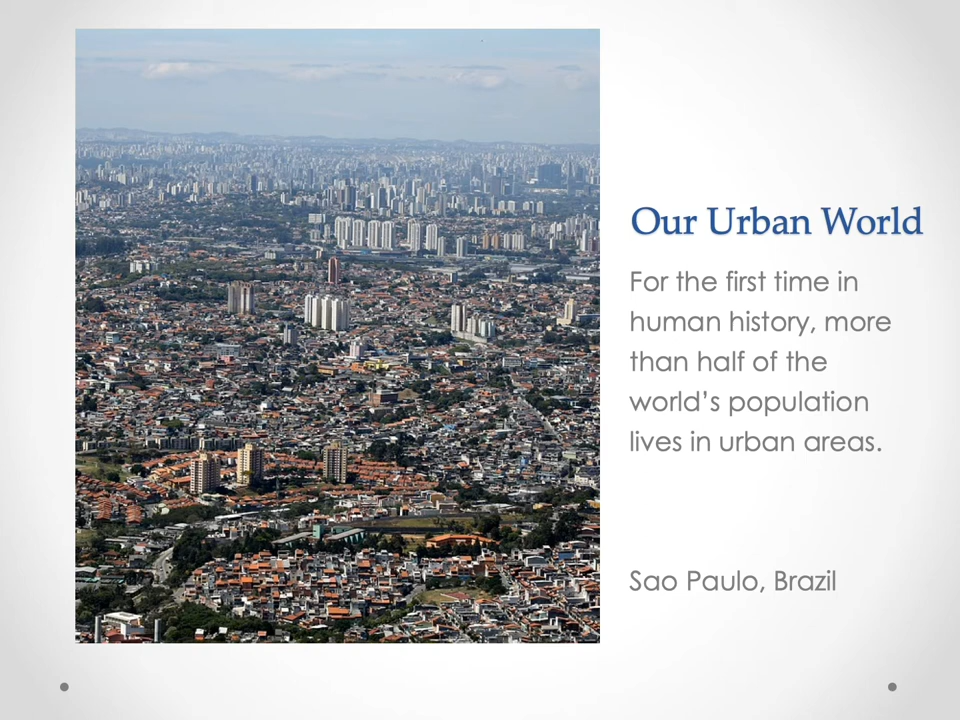 Our Urban World
For the first time in
human history, more
than half of the
world’s population
lives in urban areas.
Sao Paulo, Brazil